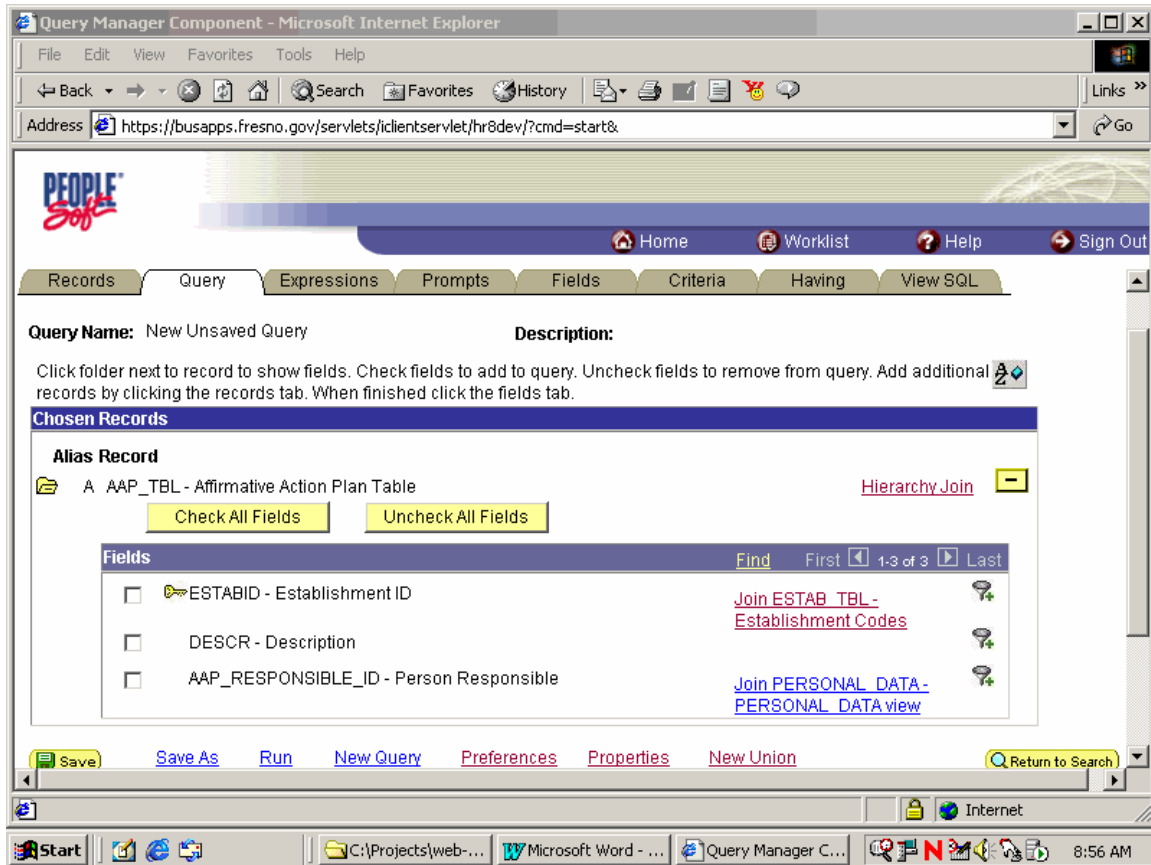 Query Manager Component - Microsoft Internet Explorer
File Edit View Favorites Tools Help
Back Search Favorites History Links »
Address https://busapps.fresno.gov/servlets/iclientservlet/hr8dev/?cmd=start& Go
PEOPLE
Soft
Home Worklist Help Sign Out
Records Query Expressions Prompts Fields Criteria Having View SQL
Query Name: New Unsaved Query Description:
Click folder next to record to show fields. Check fields to add to query. Uncheck fields to remove from query. Add additional
records by clicking the records tab. When finished click the fields tab.
Chosen Records
Alias Record
A AAP_TBL - Affirmative Action Plan Table Hierarchy Join
Check All Fields Uncheck All Fields
Fields Find First 1-3 of 3 Last
ESTABID - Establishment ID Join ESTAB_TBL -
Establishment Codes
DESCR - Description
AAP_RESPONSIBLE_ID - Person Responsible Join PERSONAL_DATA -
PERSONAL_DATA view
Save Save As Run New Query Preferences Properties New Union Return to Search
Internet
Start C:\Projects\web-... Microsoft Word - ... Query Manager C... 8:56 AM